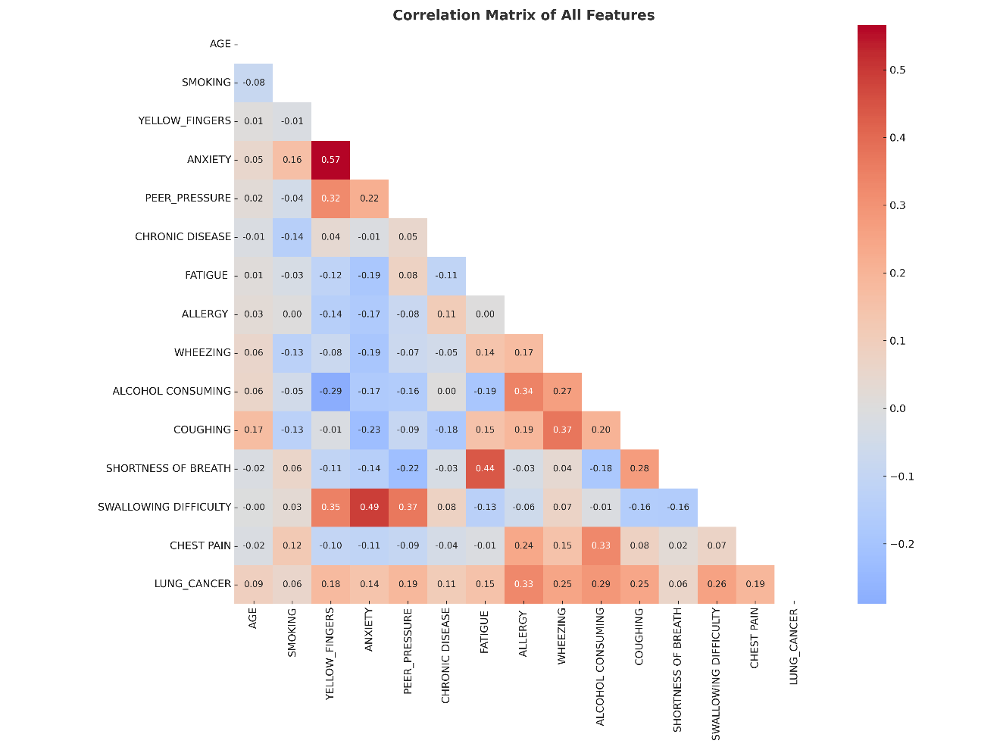 Correlation Matrix of All Features
AGE
SMOKING -0.08
YELLOW_FINGERS 0.01 -0.01
ANXIETY 0.05 0.16 0.57
PEER_PRESSURE 0.02 -0.04 0.32 0.22
CHRONIC DISEASE -0.01 -0.14 0.04 -0.01 0.05
FATIGUE 0.01 -0.03 -0.12 -0.19 0.08 -0.11
ALLERGY 0.03 0.00 -0.14 -0.17 -0.08 0.11 0.00
WHEEZING 0.06 -0.13 -0.08 -0.19 -0.07 -0.05 0.14 0.17
ALCOHOL CONSUMING 0.06 -0.05 -0.29 -0.17 -0.16 0.00 -0.19 0.34 0.27
COUGHING 0.17 -0.13 -0.01 -0.23 -0.09 -0.18 0.15 0.19 0.37 0.20
SHORTNESS OF BREATH -0.02 0.06 -0.11 -0.14 -0.22 -0.03 0.44 -0.03 0.04 -0.18 0.28
SWALLOWING DIFFICULTY -0.00 0.03 0.35 0.49 0.37 0.08 -0.13 -0.06 0.07 -0.01 -0.16 -0.16
CHEST PAIN -0.02 0.12 -0.10 -0.11 -0.09 -0.04 -0.01 0.24 0.15 0.33 0.08 0.02 0.07
LUNG_CANCER 0.09 0.06 0.18 0.14 0.19 0.11 0.15 0.33 0.25 0.29 0.25 0.06 0.26 0.19
AGE
SMOKING
YELLOW_FINGERS
ANXIETY
PEER_PRESSURE
CHRONIC DISEASE
FATIGUE
ALLERGY
WHEEZING
ALCOHOL CONSUMING
COUGHING
SHORTNESS OF BREATH
SWALLOWING DIFFICULTY
CHEST PAIN
LUNG_CANCER
0.5
0.4
0.3
0.2
0.1
0.0
−0.1
−0.2